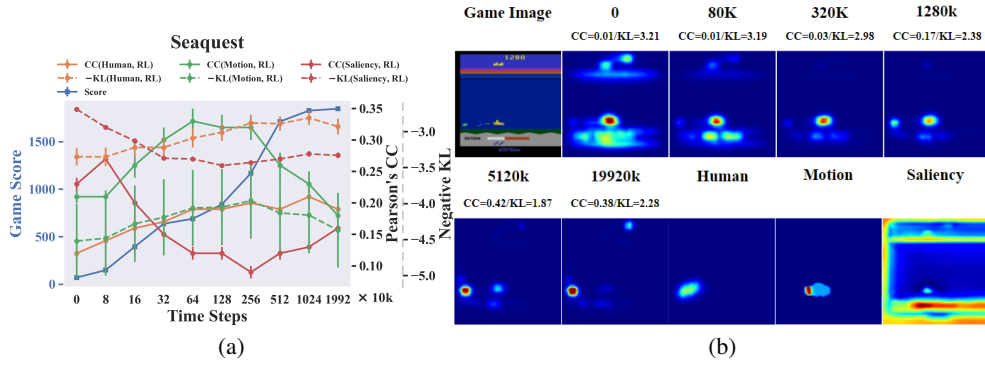 Seaquest
CC(Human, RL) CC(Motion, RL) CC(Saliency, RL)
−KL(Human, RL) −KL(Motion, RL) −KL(Saliency, RL)
Score
Game Score
1500
1000
500
0
0.35
0.30
0.25
0.20
0.15
0.10
Pearson's CC
−3.0
−3.5
−4.0
−4.5
−5.0
Negative KL
0 8 16 32 64 128 256 512 1024 1992 × 10k
Time Steps
(a)
Game Image 0 80K 320K 1280k
CC=0.01/KL=3.21 CC=0.01/KL=3.19 CC=0.03/KL=2.98 CC=0.17/KL=2.38
1280
5120k 19920k Human Motion Saliency
CC=0.42/KL=1.87 CC=0.38/KL=2.28
(b)